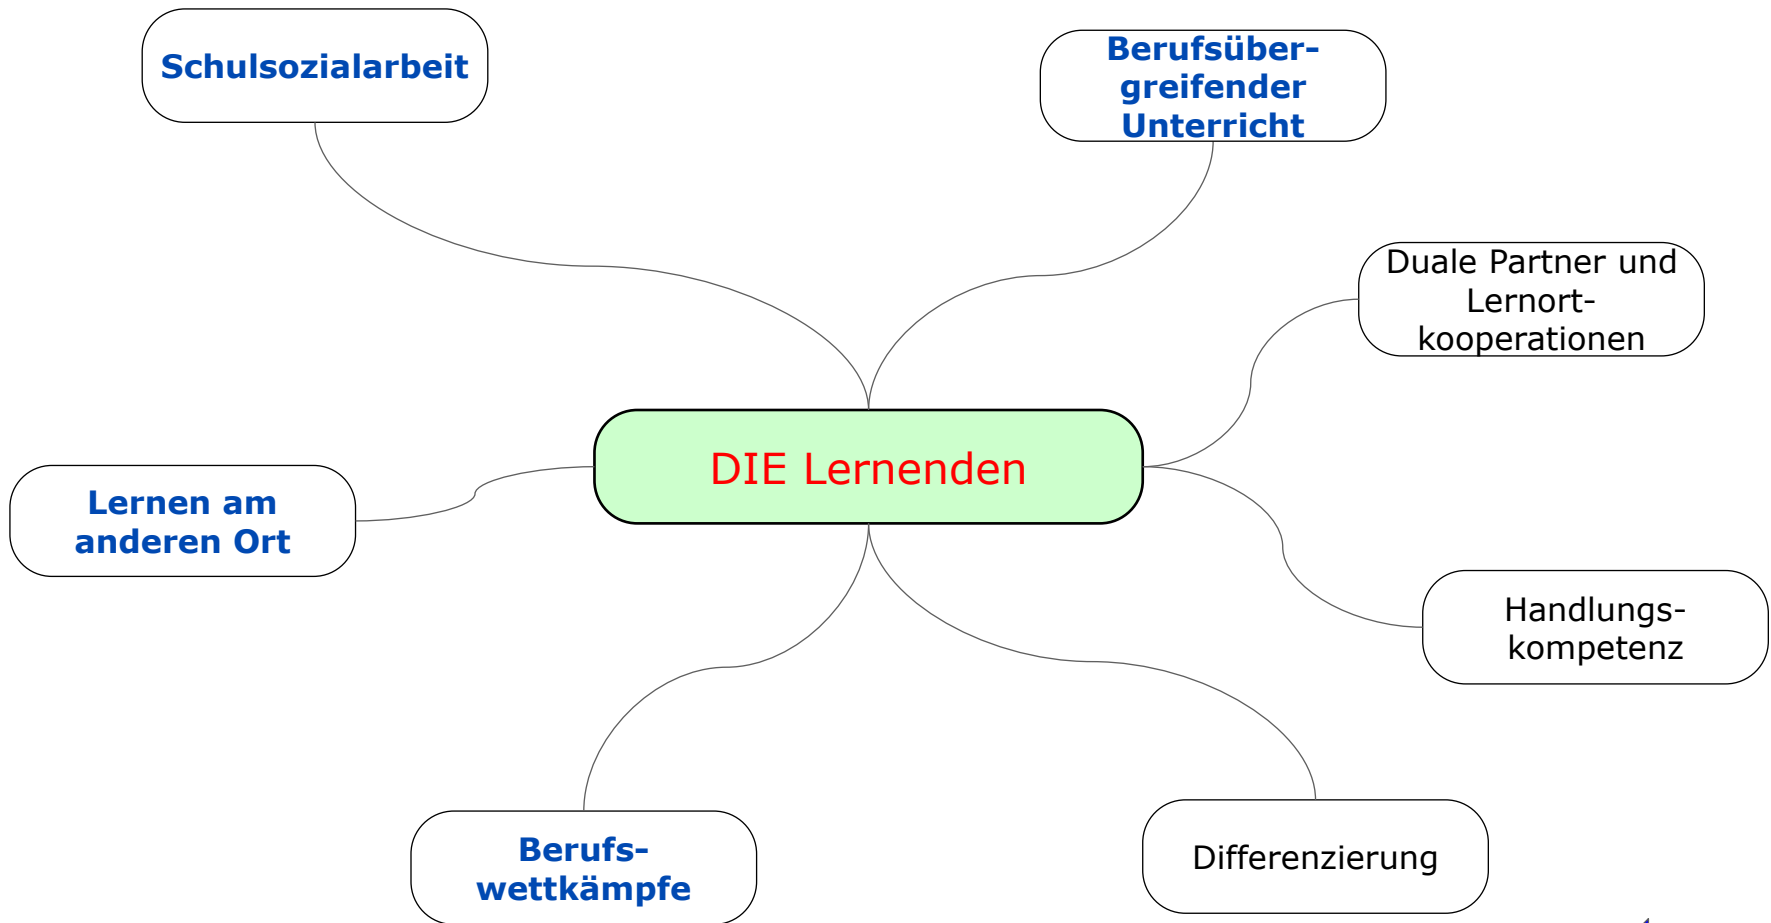 Schulsozialarbeit
Berufsüber-
greifender
Unterricht
Duale Partner und
Lernort-
kooperationen
DIE Lernenden
Lernen am
anderen Ort
Handlungs-
kompetenz
Berufs-
wettkämpfe
Differenzierung